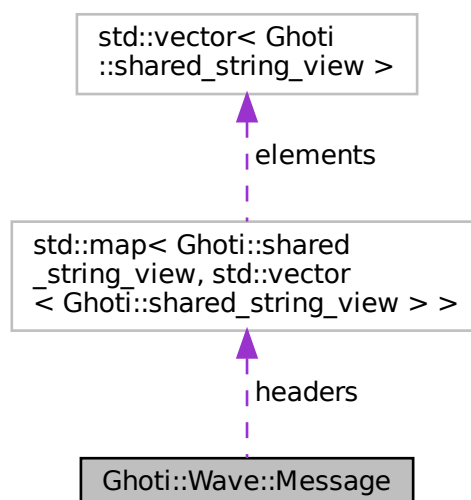 std::vector< Ghoti
::shared_string_view >
elements
std::map< Ghoti::shared
_string_view, std::vector
< Ghoti::shared_string_view > >
headers
Ghoti::Wave::Message